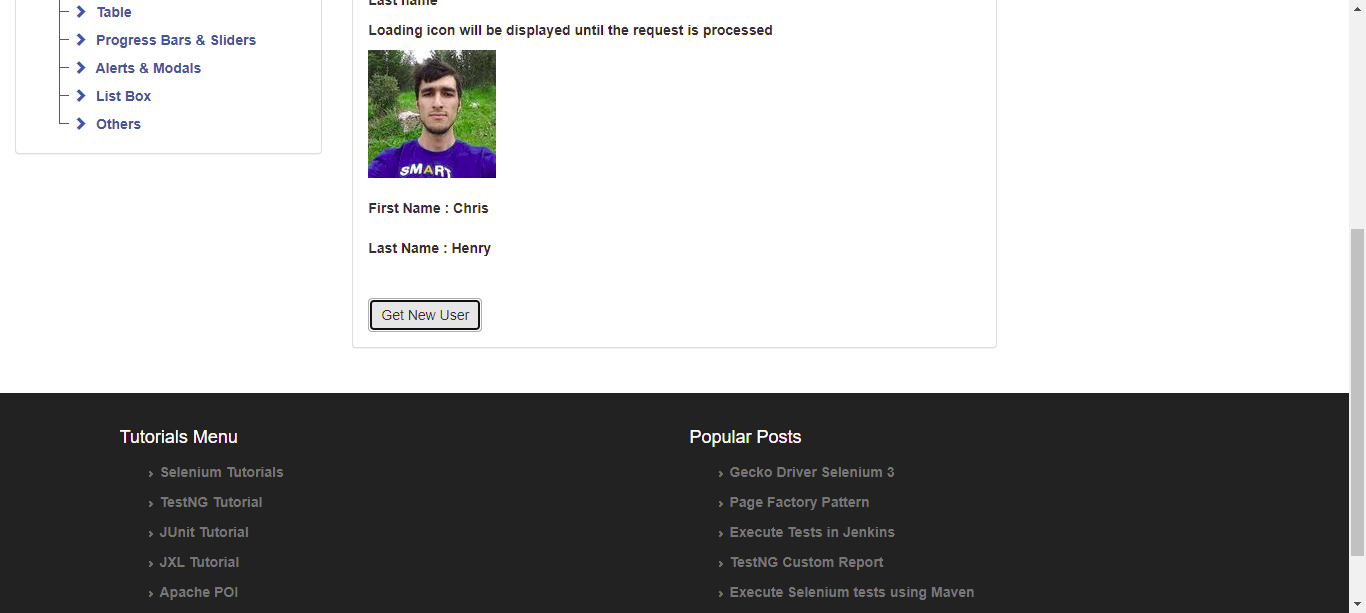 Table
Progress Bars & Sliders
Alerts & Modals
List Box
Others
Last name
Loading icon will be displayed until the request is processed
SMART
First Name : Chris
Last Name : Henry
Get New User
Tutorials Menu
Selenium Tutorials
TestNG Tutorial
JUnit Tutorial
JXL Tutorial
Apache POI
Popular Posts
Gecko Driver Selenium 3
Page Factory Pattern
Execute Tests in Jenkins
TestNG Custom Report
Execute Selenium tests using Maven